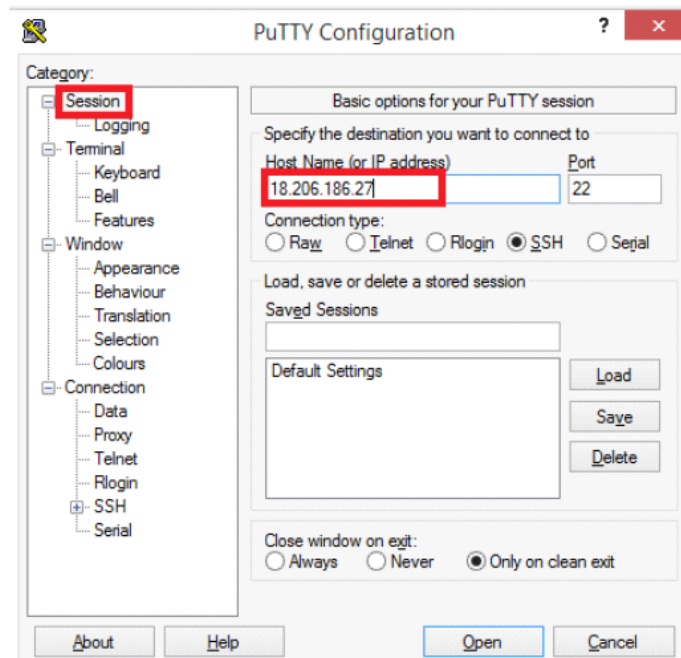 PuTTY Configuration
?
×
Category:
Session
Logging
Terminal
Keyboard
Bell
Features
Window
Appearance
Behaviour
Translation
Selection
Colours
Connection
Data
Proxy
Telnet
Rlogin
SSH
Serial
Basic options for your PuTTY session
Specify the destination you want to connect to
Host Name (or IP address) Port
18.206.186.27 22
Connection type:
Raw Telnet Rlogin SSH Serial
Load, save or delete a stored session
Saved Sessions
Default Settings
Load
Save
Delete
Close window on exit:
Always Never Only on clean exit
About Help Open Cancel